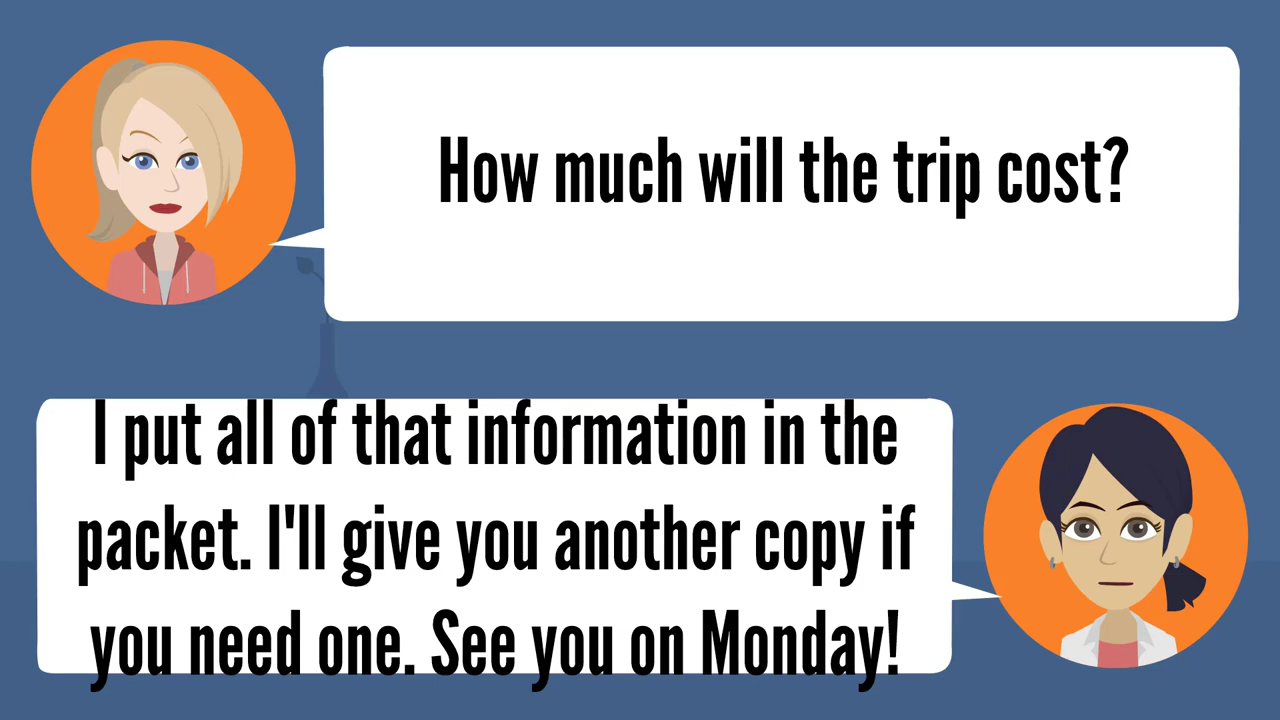 How much will the trip cost?
I put all of that information in the
packet. I'll give you another copy if
you need one. See you on Monday!